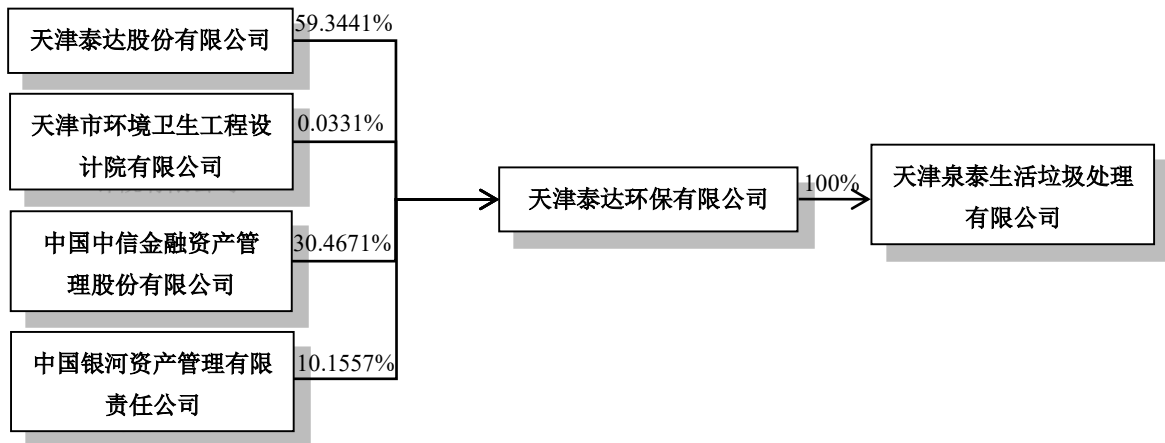 天津泰达股份有限公司
59.3441%
天津市环境卫生工程设
计院有限公司
0.0331%
中国中信金融资产管
理股份有限公司
30.4671%
中国银河资产管理有限
责任公司
10.1557%
天津泰达环保有限公司
100%
天津泉泰生活垃圾处理
有限公司